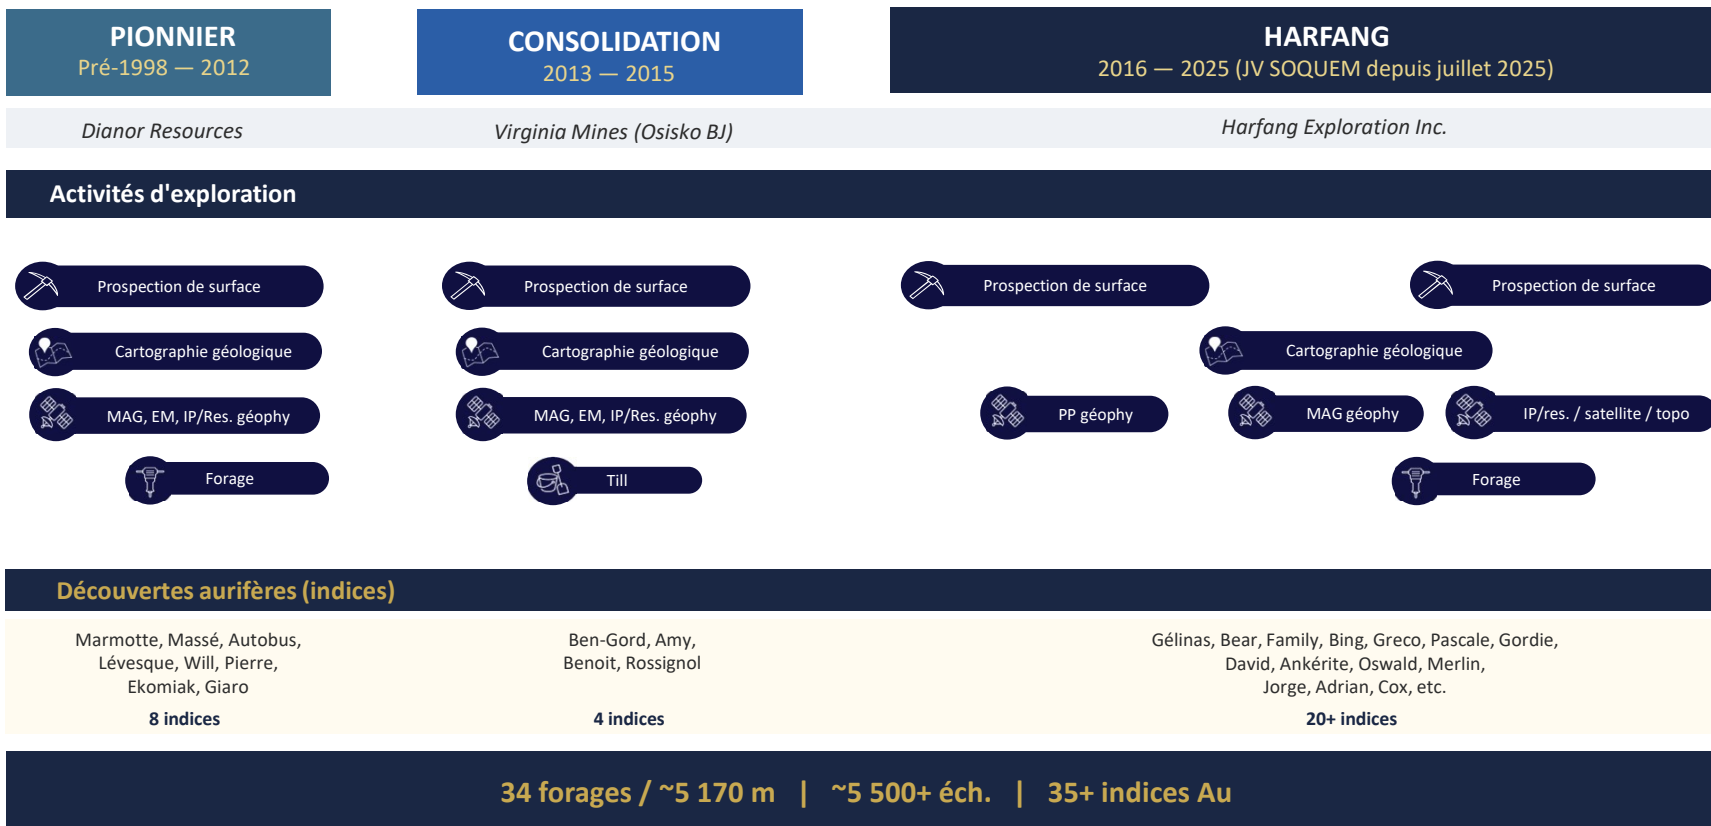 PIONNIER
Pré-1998 — 2012
CONSOLIDATION
2013 — 2015
HARFANG
2016 — 2025 (JV SOQUEM depuis juillet 2025)
Dianor Resources
Virginia Mines (Osisko BJ)
Harfang Exploration Inc.
Activités d'exploration
Prospection de surface
Prospection de surface
Prospection de surface
Prospection de surface
Cartographie géologique
Cartographie géologique
Cartographie géologique
MAG, EM, IP/Res. géophy
MAG, EM, IP/Res. géophy
PP géophy
MAG géophy
IP/res. / satellite / topo
Forage
Till
Forage
Découvertes aurifères (indices)
Marmotte, Massé, Autobus,
Lévesque, Will, Pierre,
Ekomiak, Giaro
8 indices
Ben-Gord, Amy,
Benoit, Rossignol
4 indices
Gélinas, Bear, Family, Bing, Greco, Pascale, Gordie,
David, Ankérite, Oswald, Merlin,
Jorge, Adrian, Cox, etc.
20+ indices
34 forages / ~5 170 m | ~5 500+ éch. | 35+ indices Au